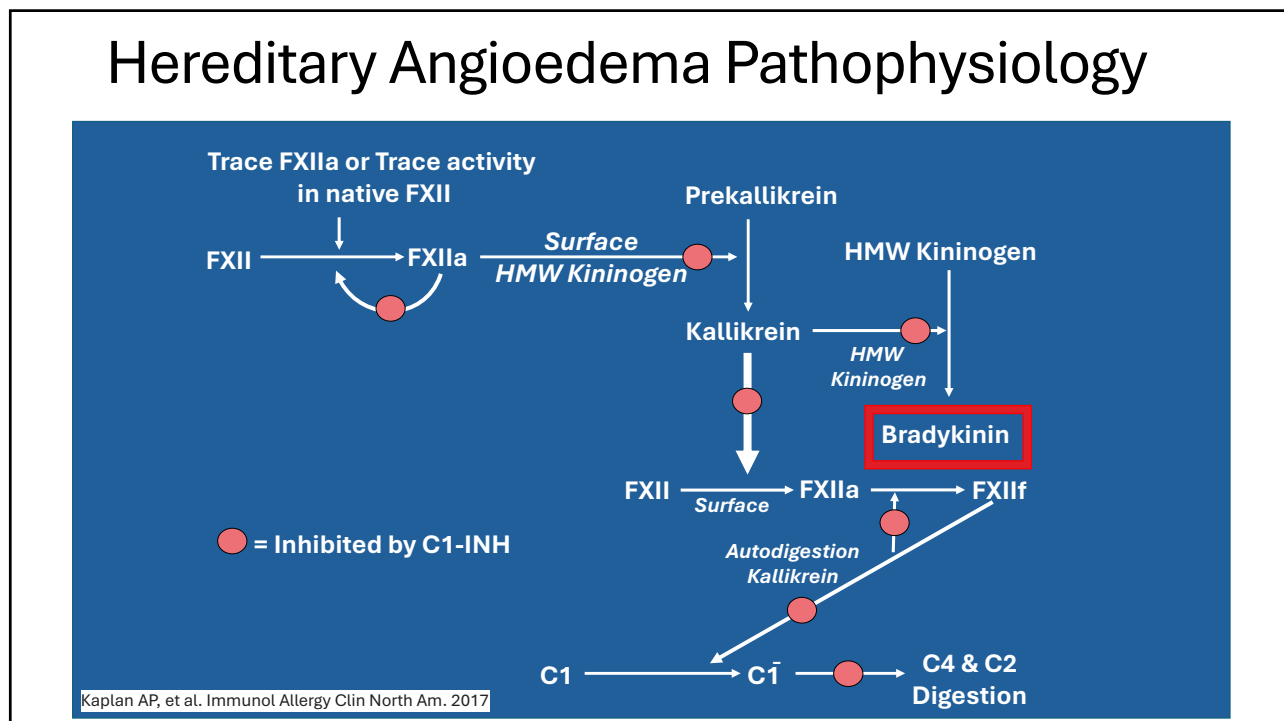 Hereditary Angioedema Pathophysiology
Trace FXIIa or Trace activity
in native FXII
Prekallikrein
FXII
FXIIa
Surface
HMW Kininogen
HMW Kininogen
Kallikrein
HMW
Kininogen
Bradykinin
FXII
Surface
FXIIa
FXIIf
= Inhibited by C1-INH
Autodigestion
Kallikrein
C1
C1̅
C4 & C2
Digestion
Kaplan AP, et al. Immunol Allergy Clin North Am. 2017